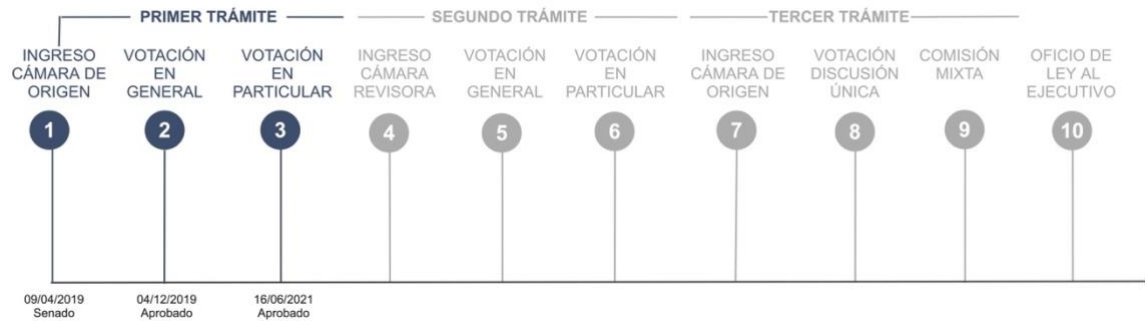 PRIMER TRÁMITE
SEGUNDO TRÁMITE
TERCER TRÁMITE
INGRESO
CÁMARA DE
ORIGEN
VOTACIÓN
EN
GENERAL
VOTACIÓN
EN
PARTICULAR
INGRESO
CÁMARA
REVISORA
VOTACIÓN
EN
GENERAL
VOTACIÓN
EN
PARTICULAR
INGRESO
CÁMARA DE
ORIGEN
VOTACIÓN
DISCUSIÓN
ÚNICA
COMISIÓN
MIXTA
OFICIO DE
LEY AL
EJECUTIVO
1
2
3
4
5
6
7
8
9
10
09/04/2019
Senado
04/12/2019
Aprobado
16/06/2021
Aprobado